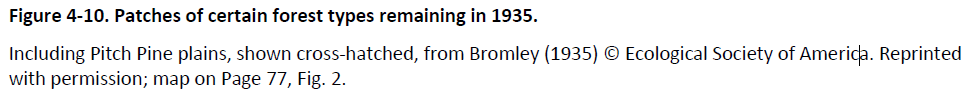 Figure 4-10. Patches of certain forest types remaining in 1935.
Including Pitch Pine plains, shown cross-hatched, from Bromley (1935) © Ecological Society of America. Reprinted
with permission; map on Page 77, Fig. 2.